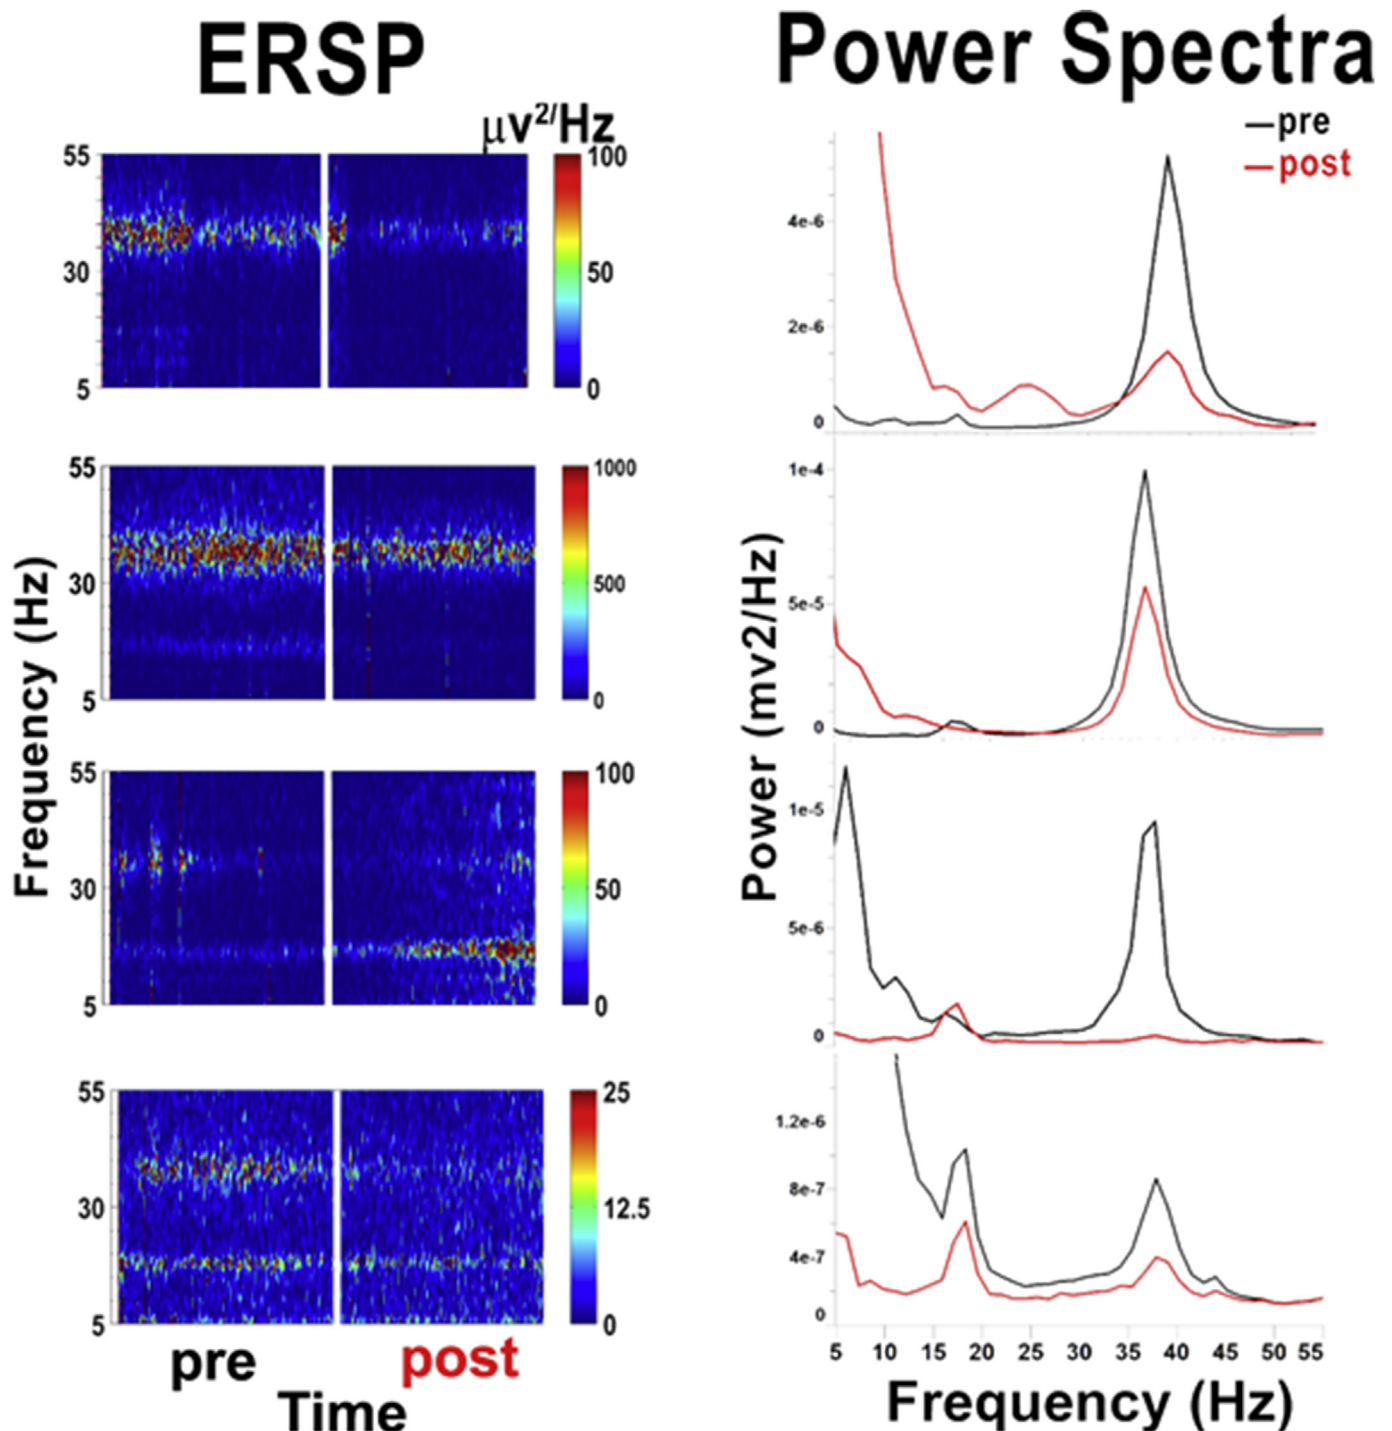 ERSP
Power Spectra
μv²/Hz
pre
post
55
30
5
100
50
0
4e-6
2e-6
0
55
30
5
1000
500
0
1e-4
5e-5
0
Frequency (Hz)
Power (mv2/Hz)
55
30
5
100
50
0
1e-5
5e-6
0
55
30
5
25
12.5
0
1.2e-6
8e-7
4e-7
0
5 10 15 20 25 30 35 40 45 50 55
pre
post
Time
Frequency (Hz)